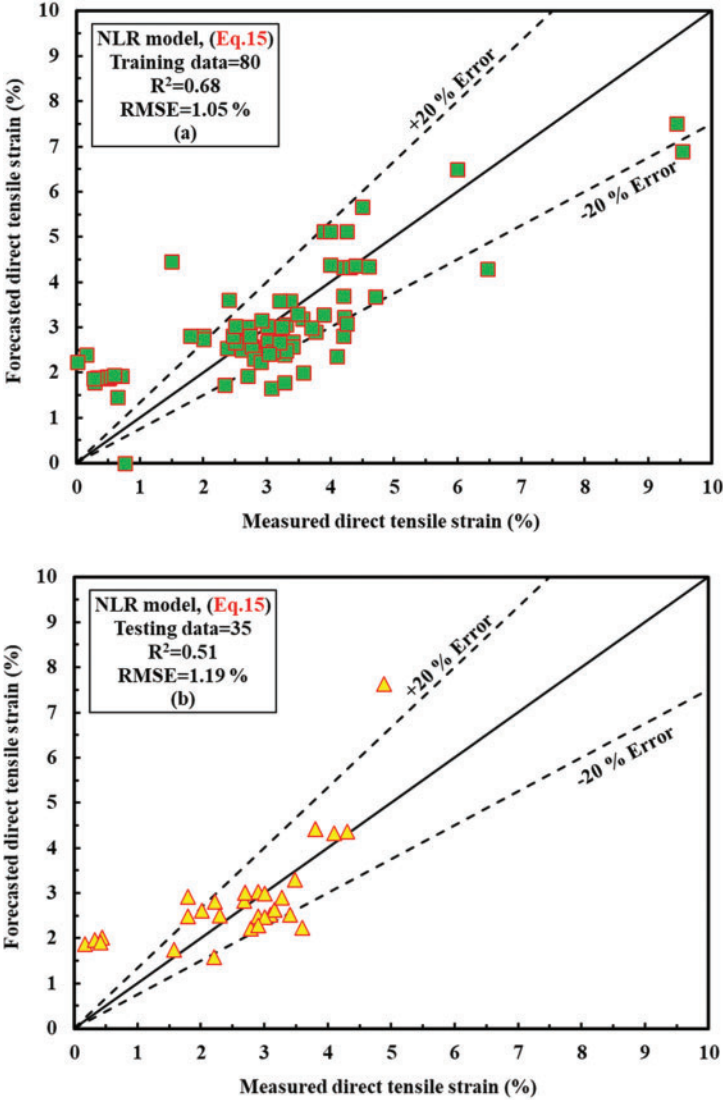 10
9
8
7
6
5
4
3
2
1
0
Forecasted direct tensile strain (%)
NLR model, (Eq.15)
Training data=80
R²=0.68
RMSE=1.05 %
(a)
+20 % Error
-20 % Error
0 1 2 3 4 5 6 7 8 9 10
Measured direct tensile strain (%)
10
9
8
7
6
5
4
3
2
1
0
Forecasted direct tensile strain (%)
NLR model, (Eq.15)
Testing data=35
R²=0.51
RMSE=1.19 %
(b)
+20 % Error
-20 % Error
0 1 2 3 4 5 6 7 8 9 10
Measured direct tensile strain (%)